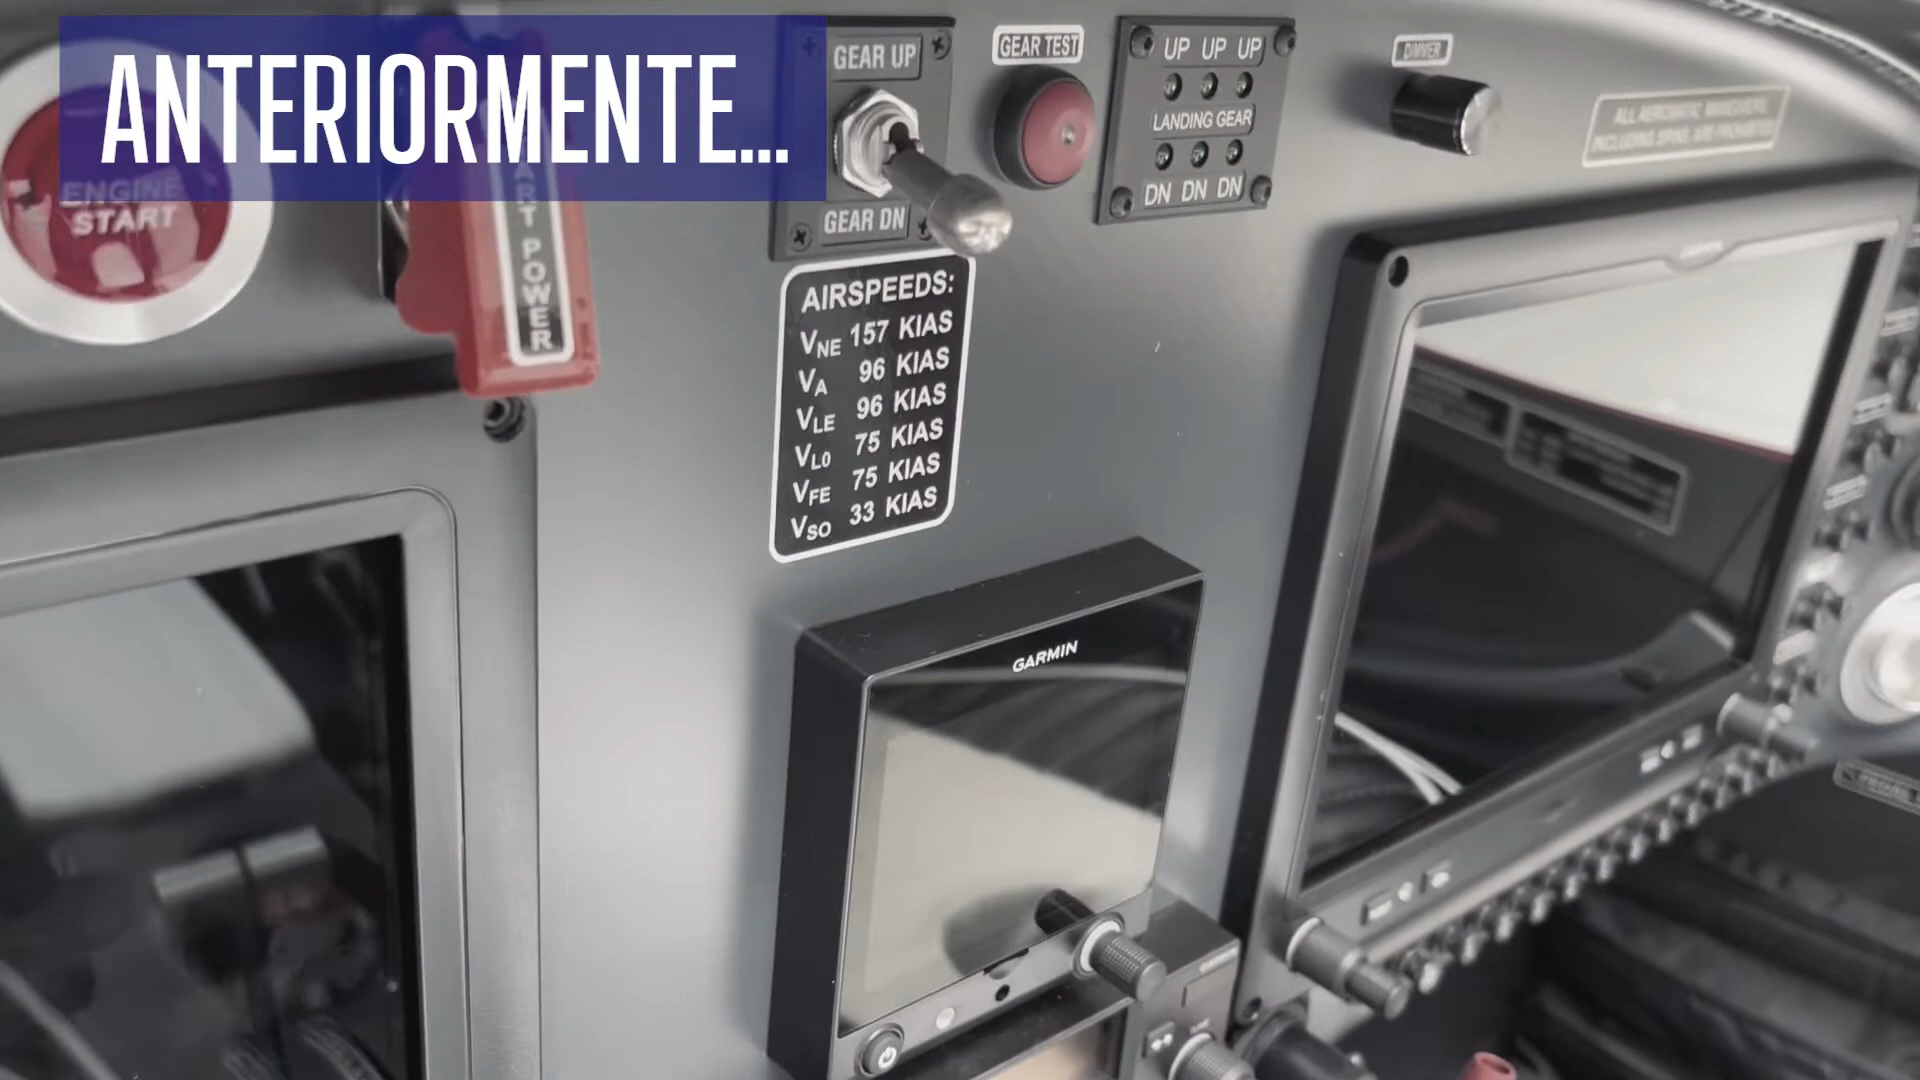 ANTERIORMENTE...
ENGINE
START
START POWER
GEAR UP
GEAR DN
GEAR TEST
UP UP UP
LANDING GEAR
DN DN DN
DIMMER
ALL AEROBATIC MANEUVERS,
INCLUDING SPINS, ARE PROHIBITED
AIRSPEEDS:
VNE 157 KIAS
VA 96 KIAS
VLE 96 KIAS
VLO 75 KIAS
VFE 75 KIAS
VSO 33 KIAS
GARMIN